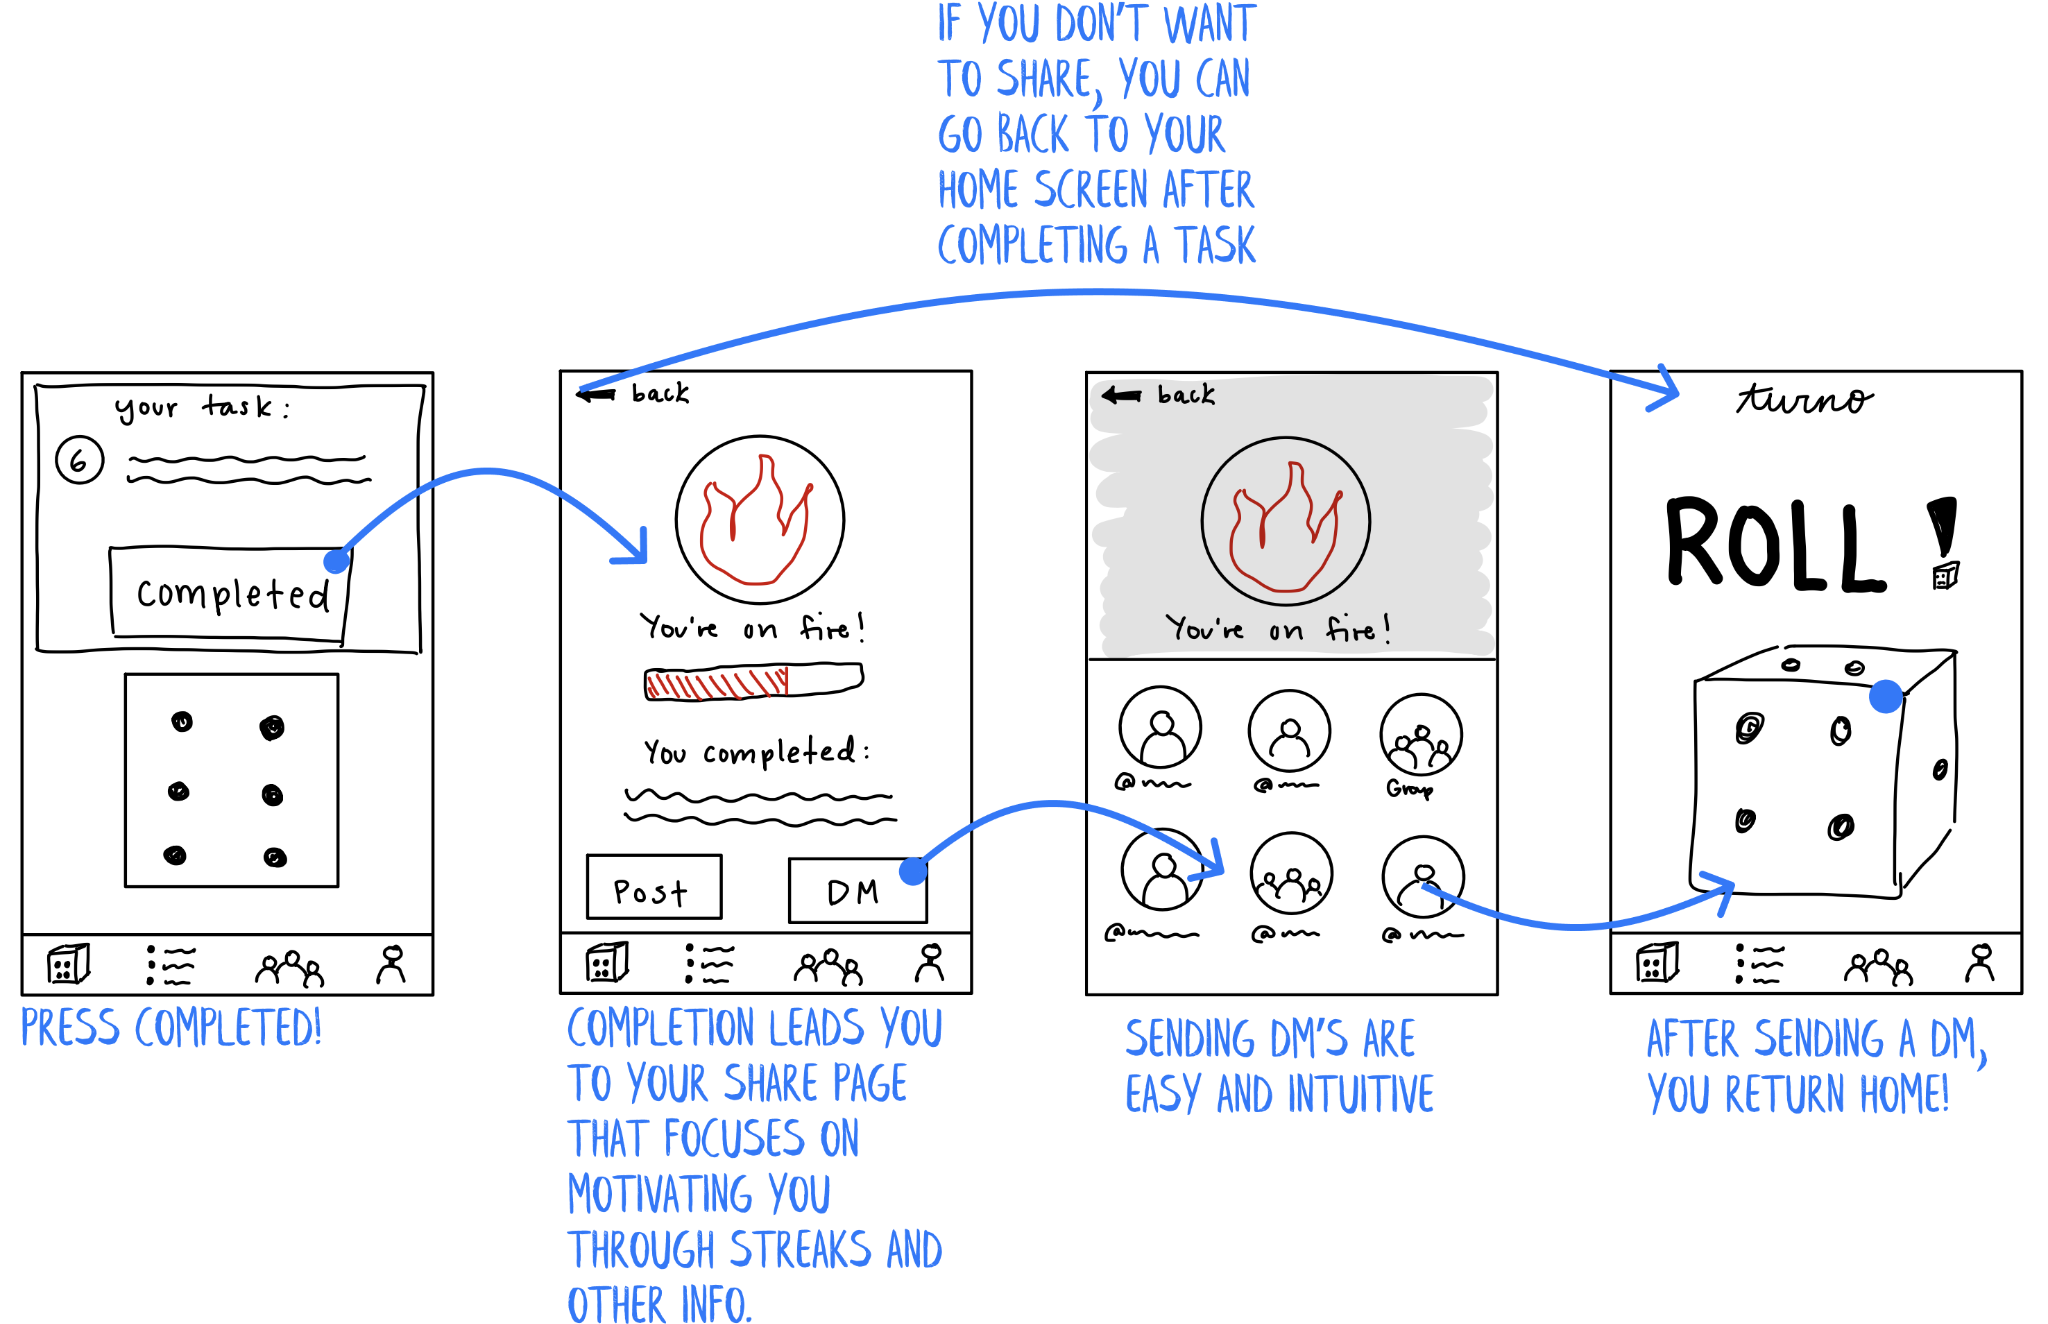 IF YOU DON'T WANT
TO SHARE, YOU CAN
GO BACK TO YOUR
HOME SCREEN AFTER
COMPLETING A TASK
your task:
6
Completed
PRESS COMPLETED!
back
You're on fire!
You completed:
Post
DM
COMPLETION LEADS YOU
TO YOUR SHARE PAGE
THAT FOCUSES ON
MOTIVATING YOU
THROUGH STREAKS AND
OTHER INFO.
back
You're on fire!
@
@
Group
@
@
@
SENDING DM'S ARE
EASY AND INTUITIVE
turno
ROLL!
AFTER SENDING A DM,
YOU RETURN HOME!